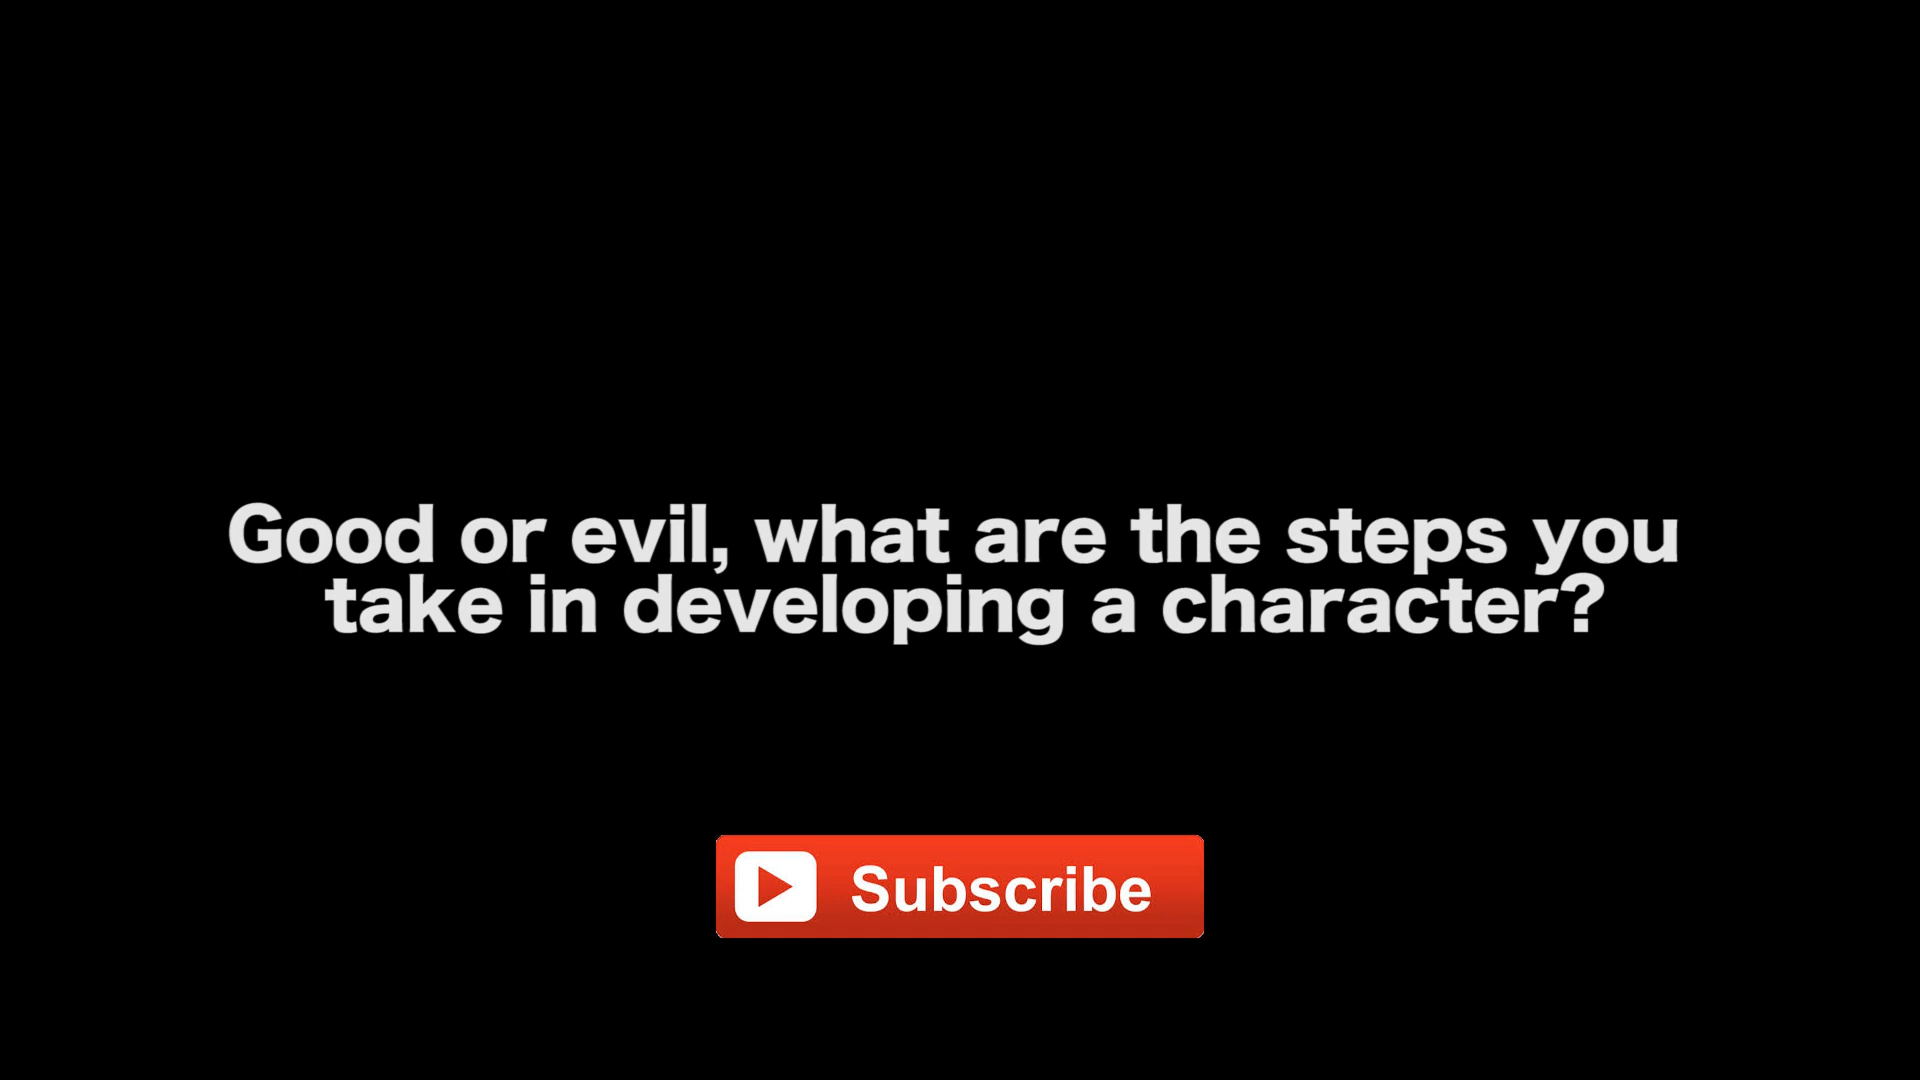 Good or evil, what are the steps you
take in developing a character?
Subscribe